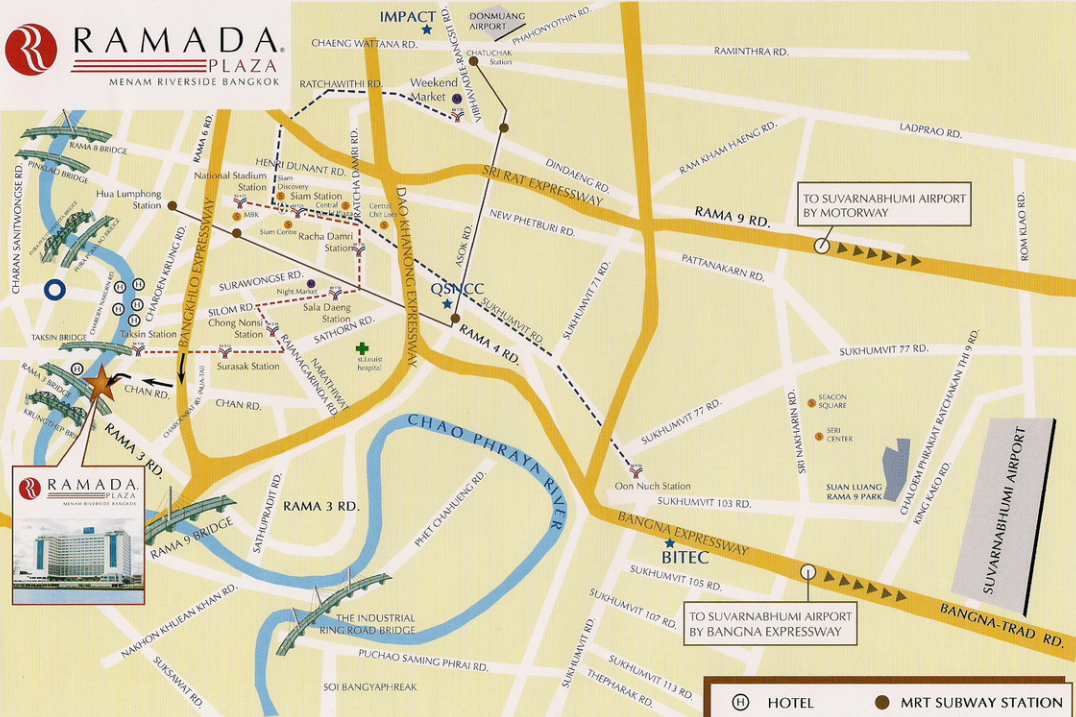 RAMADA®
PLAZA
MENAM RIVERSIDE BANGKOK
IMPACT
DONMUANG
AIRPORT
PHAHONYOTHIN RD.
CHAENG WATTANA RD.
VIBHAVADEE-RANGSIT RD.
RAMINTHRA RD.
CHATUCHAK
Station
RATCHAWITHI RD.
Weekend
Market
RAMA 8 BRIDGE
PINKLAO BRIDGE
RAMA 6 RD.
LADPRAO RD.
RAM KHAM HAENG RD.
DINDAENG RD.
HENRI DUNANT RD.
RATCHA DAMRI RD.
SRI RAT EXPRESSWAY
National Stadium
Station
Siam
Discovery
Siam Station
Central
MBK
Siam Centre
Central
Chit Lom
Hua Lumphong
Station
CHARAN SANITWONGSE RD.
CHAROEN KRUNG RD.
BANGKHLO EXPRESSWAY
DAO KHANONG EXPRESSWAY
Racha Damri
Station
ASOK RD.
NEW PHETBURI RD.
RAMA 9 RD.
TO SUVARNABHUMI AIRPORT
BY MOTORWAY
ROM KLAO RD.
PATTANAKARN RD.
SURAWONGSE RD.
Night Market
QSNCC
SUKHUMVIT RD.
SUKHUMVIT 71 RD.
SILOM RD.
Sala Daeng
Station
Chong Nonsi
Station
SATHORN RD.
RAMA 4 RD.
TAKSIN BRIDGE
Taksin Station
Surasak Station
st.Louist
hospital
SUKHUMVIT 77 RD.
RAMA 3 BRIDGE
KRUNGTHEP
CHAN RD.
CHAN RD.
NARATHIWAT
RAJANAGARINDA RD.
RAMA 3 RD.
CHAO PHRAYA RIVER
SUKHUMVIT 77 RD.
SRI NAKHARIN RD.
SEACON
SQUARE
SERI
CENTER
CHALOEM PHRAKIAT RATCHAKAN THI 9 RD.
KING KAEO RD.
SUAN LUANG
RAMA 9 PARK
SUVARNABHUMI AIRPORT
Oon Nuch Station
SUKHUMVIT 103 RD.
RAMADA
PLAZA
MENAM RIVERSIDE BANGKOK
RAMA 9 BRIDGE
SATHUPRADIT RD.
RAMA 3 RD.
PHET CHAHUENG RD.
BANGNA EXPRESSWAY
BITEC
SUKHUMVIT 105 RD.
SUKHUMVIT 107 RD.
TO SUVARNABHUMI AIRPORT
BY BANGNA EXPRESSWAY
BANGNA-TRAD RD.
NAKHON KHUEAN KHAN RD.
SUKSAWAT RD.
THE INDUSTRIAL
RING ROAD BRIDGE
PUCHAO SAMING PHRAI RD.
SOI BANGYAPHREAK
SUKHUMVIT RD.
SUKHUMVIT 113 RD.
THEPHARAK RD.
H HOTEL
MRT SUBWAY STATION